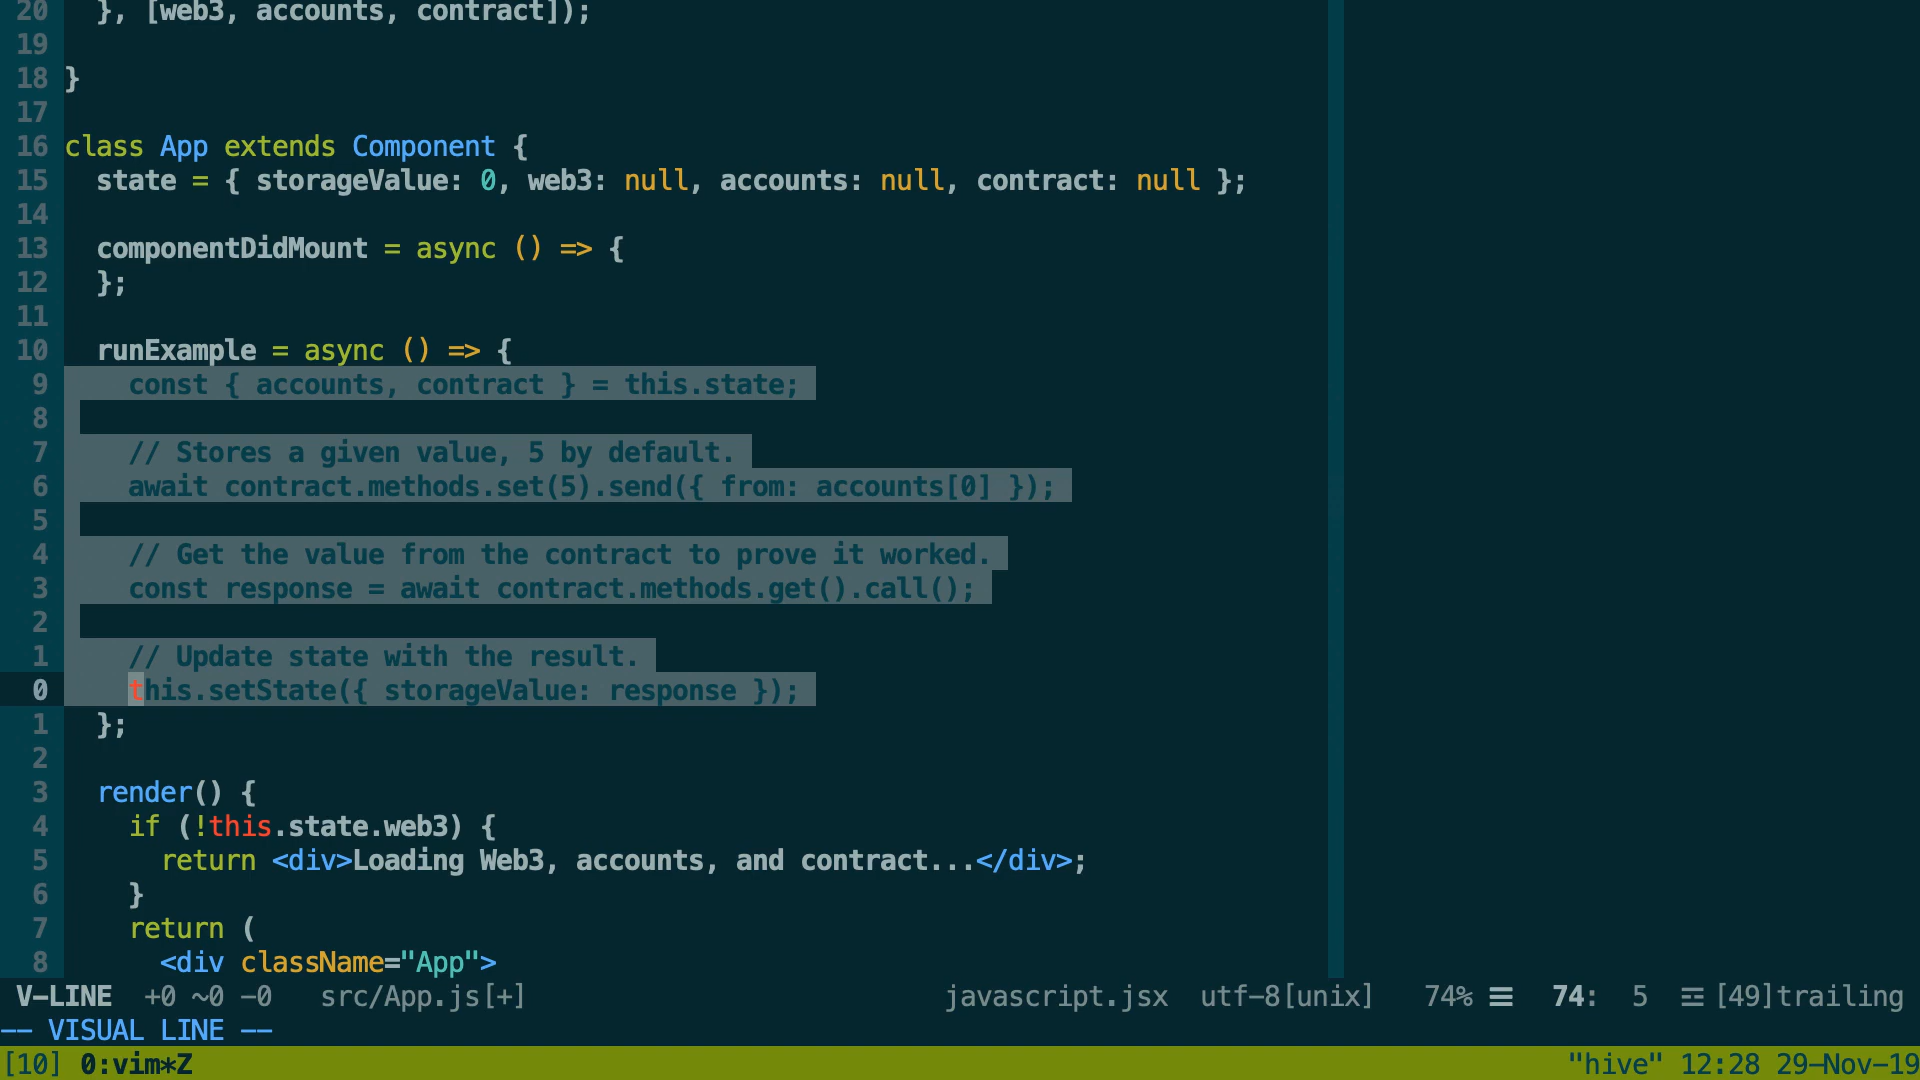 20   }, [web3, accounts, contract]);
19
18 }
17
16 class App extends Component {
15   state = { storageValue: 0, web3: null, accounts: null, contract: null };
14
13   componentDidMount = async () => {
12   };
11
10   runExample = async () => {
9     const { accounts, contract } = this.state;
8
7     // Stores a given value, 5 by default.
6     await contract.methods.set(5).send({ from: accounts[0] });
5
4     // Get the value from the contract to prove it worked.
3     const response = await contract.methods.get().call();
2
1     // Update state with the result.
0     this.setState({ storageValue: response });
1   };
2
3   render() {
4     if (!this.state.web3) {
5       return <div>Loading Web3, accounts, and contract...</div>;
6     }
7     return (
8       <div className="App">
V-LINE  +0 ~0 -0   src/App.js[+]   javascript.jsx  utf-8[unix]   74% ☰  74:  5  ☲ [49]trailing
-- VISUAL LINE --
[10] 0:vim*Z   "hive" 12:28 29-Nov-19